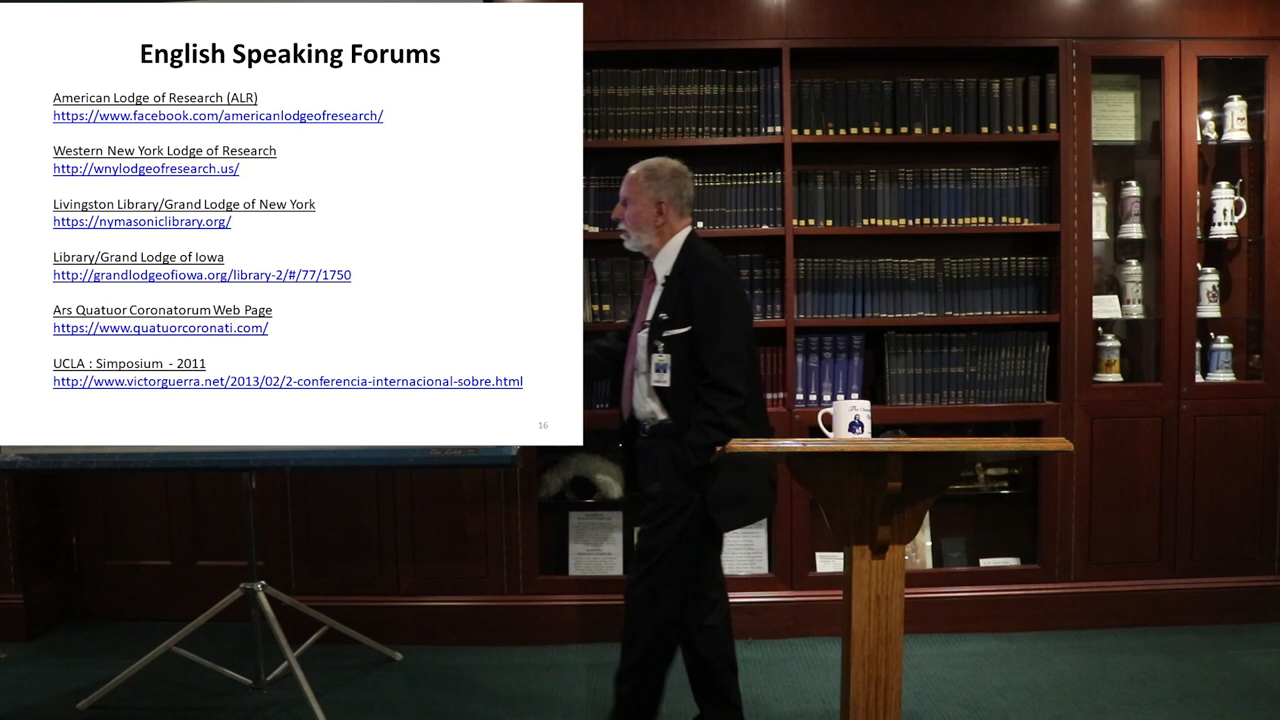 English Speaking Forums
American Lodge of Research (ALR)
https://www.facebook.com/americanlodgeofresearch/
Western New York Lodge of Research
http://wnylodgeofresearch.us/
Livingston Library/Grand Lodge of New York
https://nymasoniclibrary.org/
Library/Grand Lodge of Iowa
http://grandlodgeofiowa.org/library-2/#/77/1750
Ars Quatuor Coronatorum Web Page
https://www.quatuorcoronati.com/
UCLA : Simposium - 2011
http://www.victorguerra.net/2013/02/2-conferencia-internacional-sobre.html
16